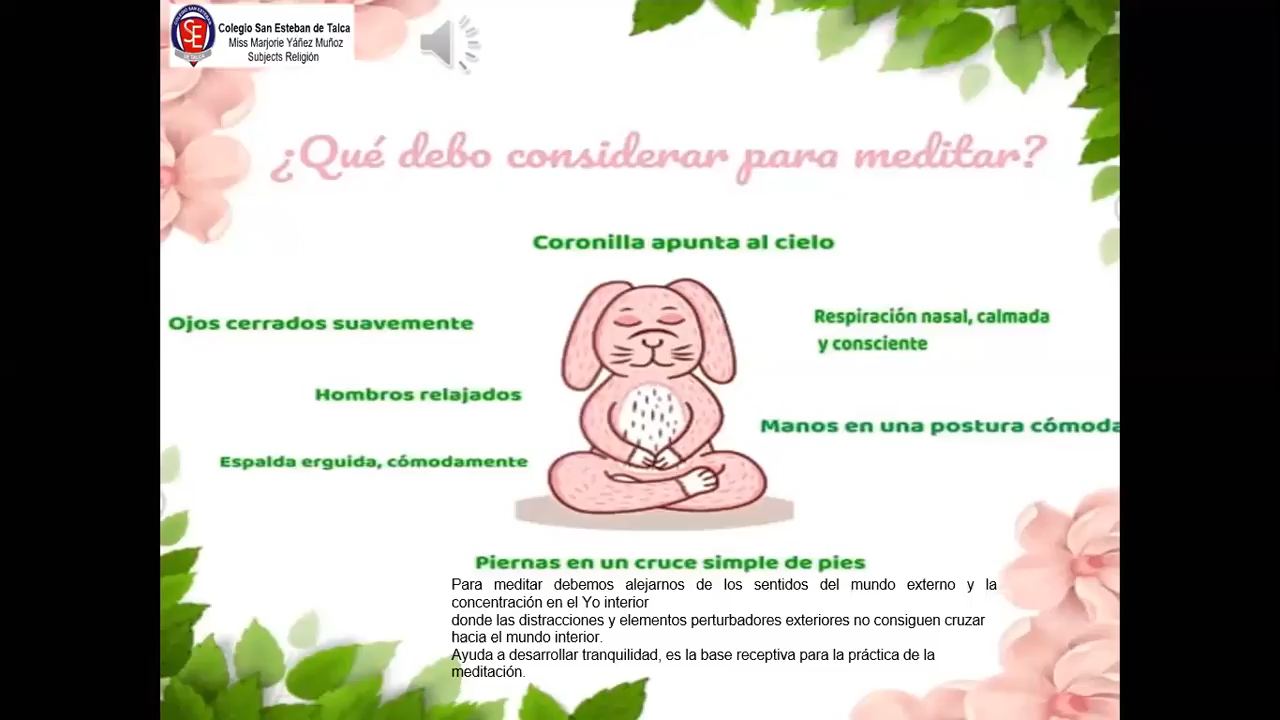 Colegio San Esteban de Talca
Miss Marjorie Yáñez Muñoz
Subjects Religión
SE
DE TALCA
¿Qué debo considerar para meditar?
Coronilla apunta al cielo
Ojos cerrados suavemente
Respiración nasal, calmada
y consciente
Hombros relajados
Manos en una postura cómoda
Espalda erguida, cómodamente
Piernas en un cruce simple de pies
Para meditar debemos alejarnos de los sentidos del mundo externo y la
concentración en el Yo interior
donde las distracciones y elementos perturbadores exteriores no consiguen cruzar
hacia el mundo interior.
Ayuda a desarrollar tranquilidad, es la base receptiva para la práctica de la
meditación.